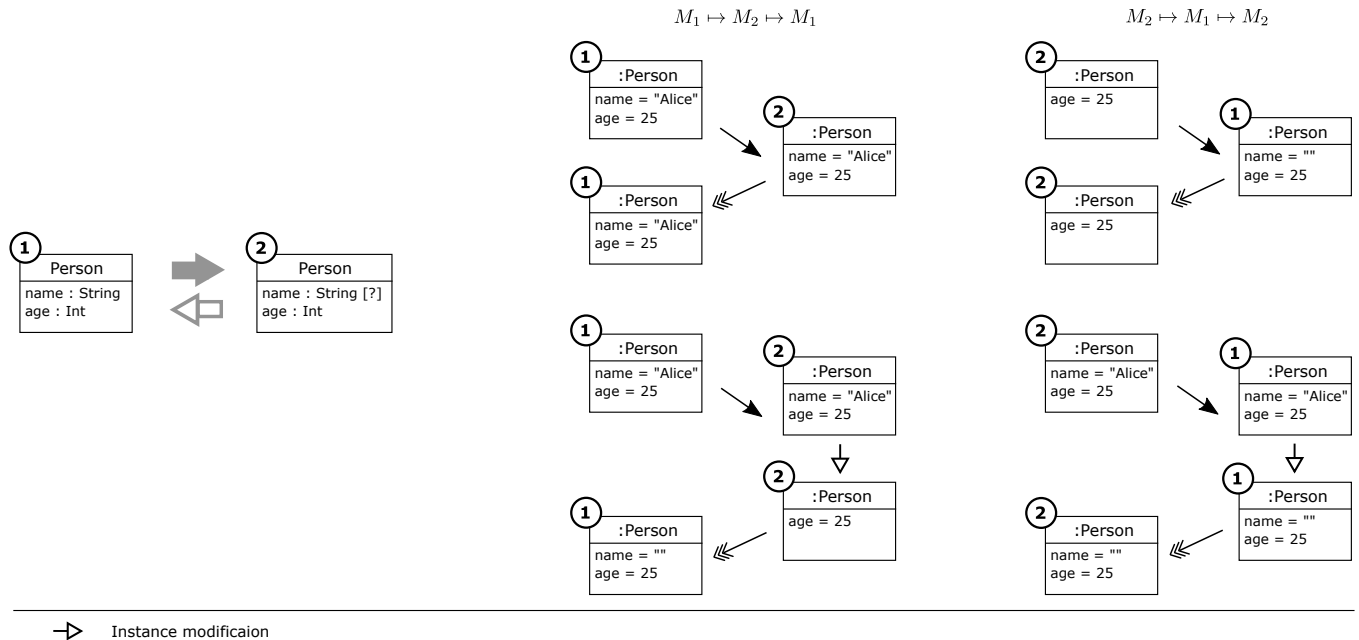 M₁ ↦ M₂ ↦ M₁
M₂ ↦ M₁ ↦ M₂
1
Person
name : String
age : Int
2
Person
name : String [?]
age : Int
1
:Person
name = "Alice"
age = 25
2
:Person
name = "Alice"
age = 25
1
:Person
name = "Alice"
age = 25
1
:Person
name = "Alice"
age = 25
2
:Person
name = "Alice"
age = 25
2
:Person
age = 25
1
:Person
name = ""
age = 25
2
:Person
age = 25
1
:Person
name = ""
age = 25
2
:Person
age = 25
2
:Person
name = "Alice"
age = 25
1
:Person
name = "Alice"
age = 25
1
:Person
name = ""
age = 25
2
:Person
name = ""
age = 25
Instance modificaion